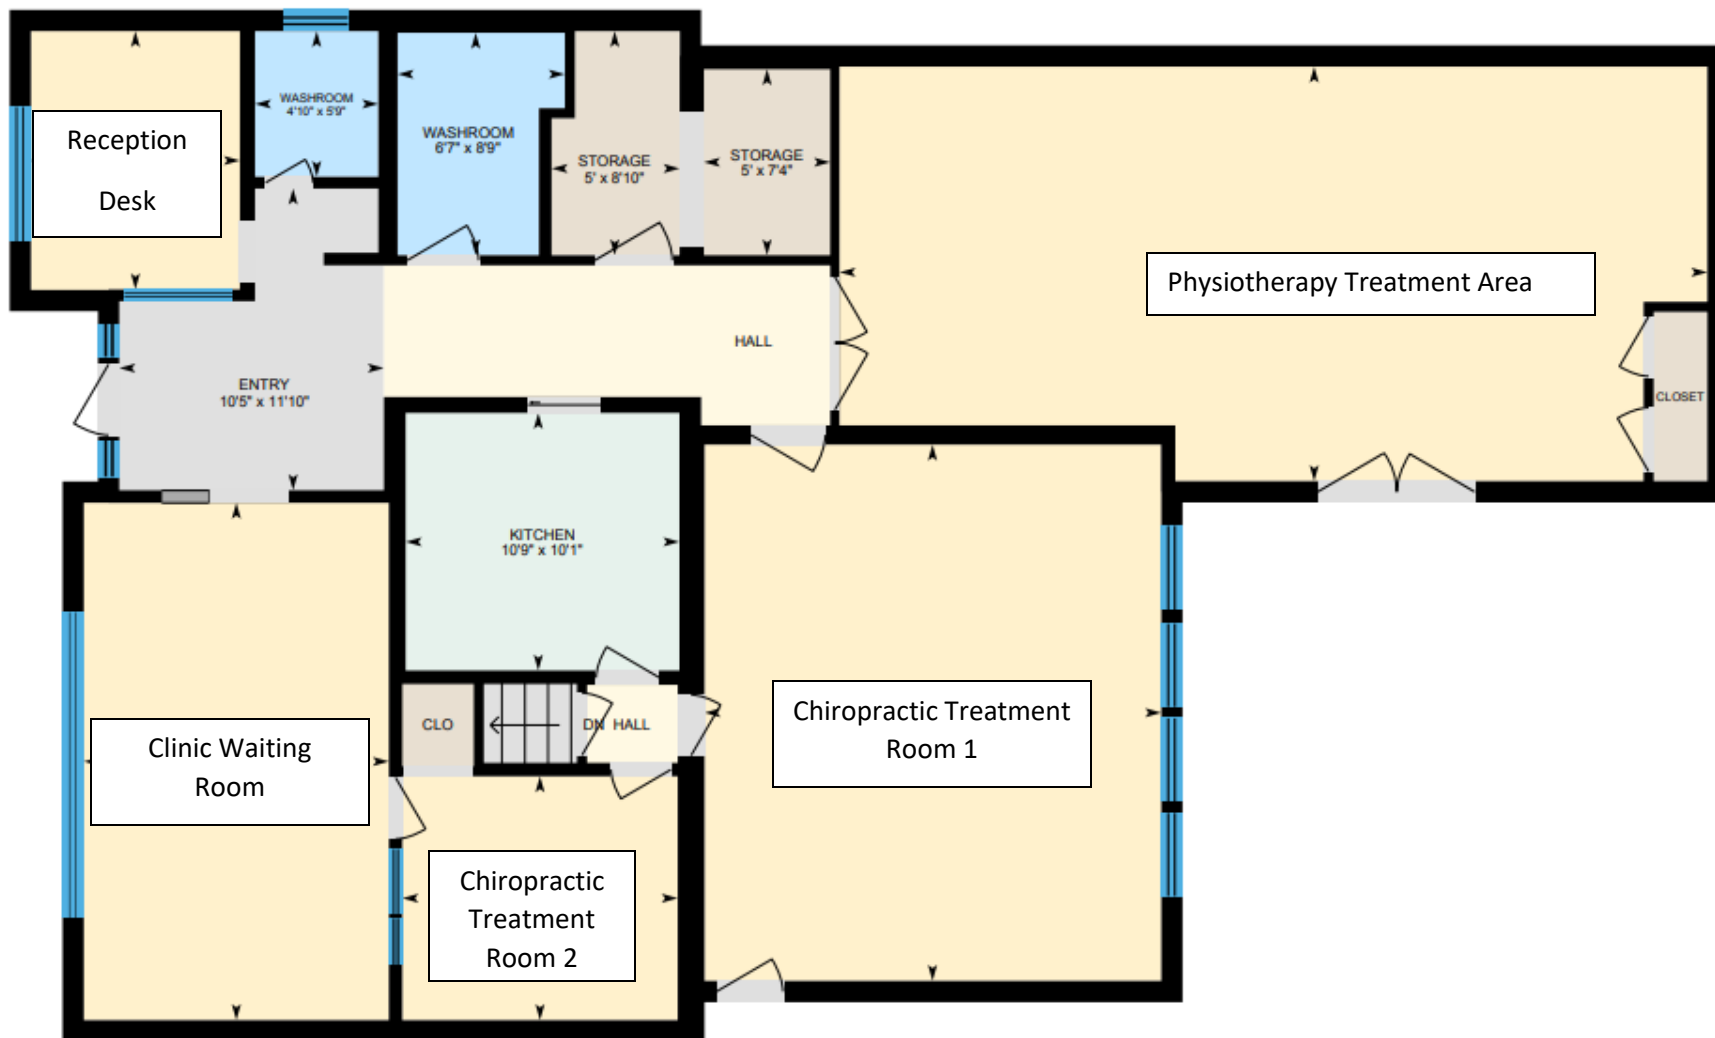 Reception
Desk
WASHROOM
4'10" x 5'9"
WASHROOM
6'7" x 8'9"
STORAGE
5' x 8'10"
STORAGE
5' x 7'4"
Physiotherapy Treatment Area
HALL
ENTRY
10'5" x 11'10"
CLOSET
KITCHEN
10'9" x 10'1"
CLO
DN
HALL
Clinic Waiting
Room
Chiropractic Treatment
Room 1
Chiropractic
Treatment
Room 2